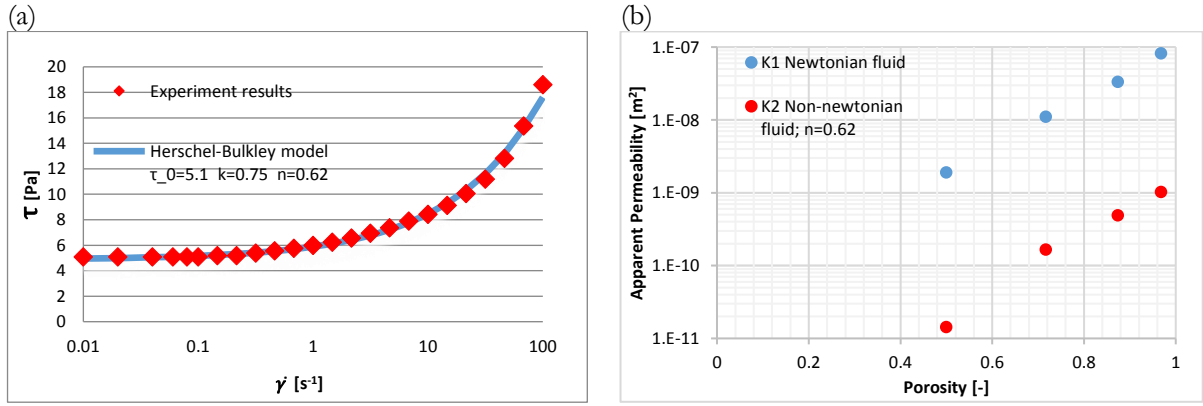 (a)
20
18
16
14
12
10
8
6
4
2
0
τ [Pa]
Experiment results
Herschel-Bulkley model
τ_0=5.1 k=0.75 n=0.62
0.01
0.1
1
10
100
γ̇ [s⁻¹]
(b)
1.E-07
1.E-08
1.E-09
1.E-10
1.E-11
Apparent Permeability [m²]
K1 Newtonian fluid
K2 Non-newtonian
fluid; n=0.62
0
0.2
0.4
0.6
0.8
1
Porosity [-]